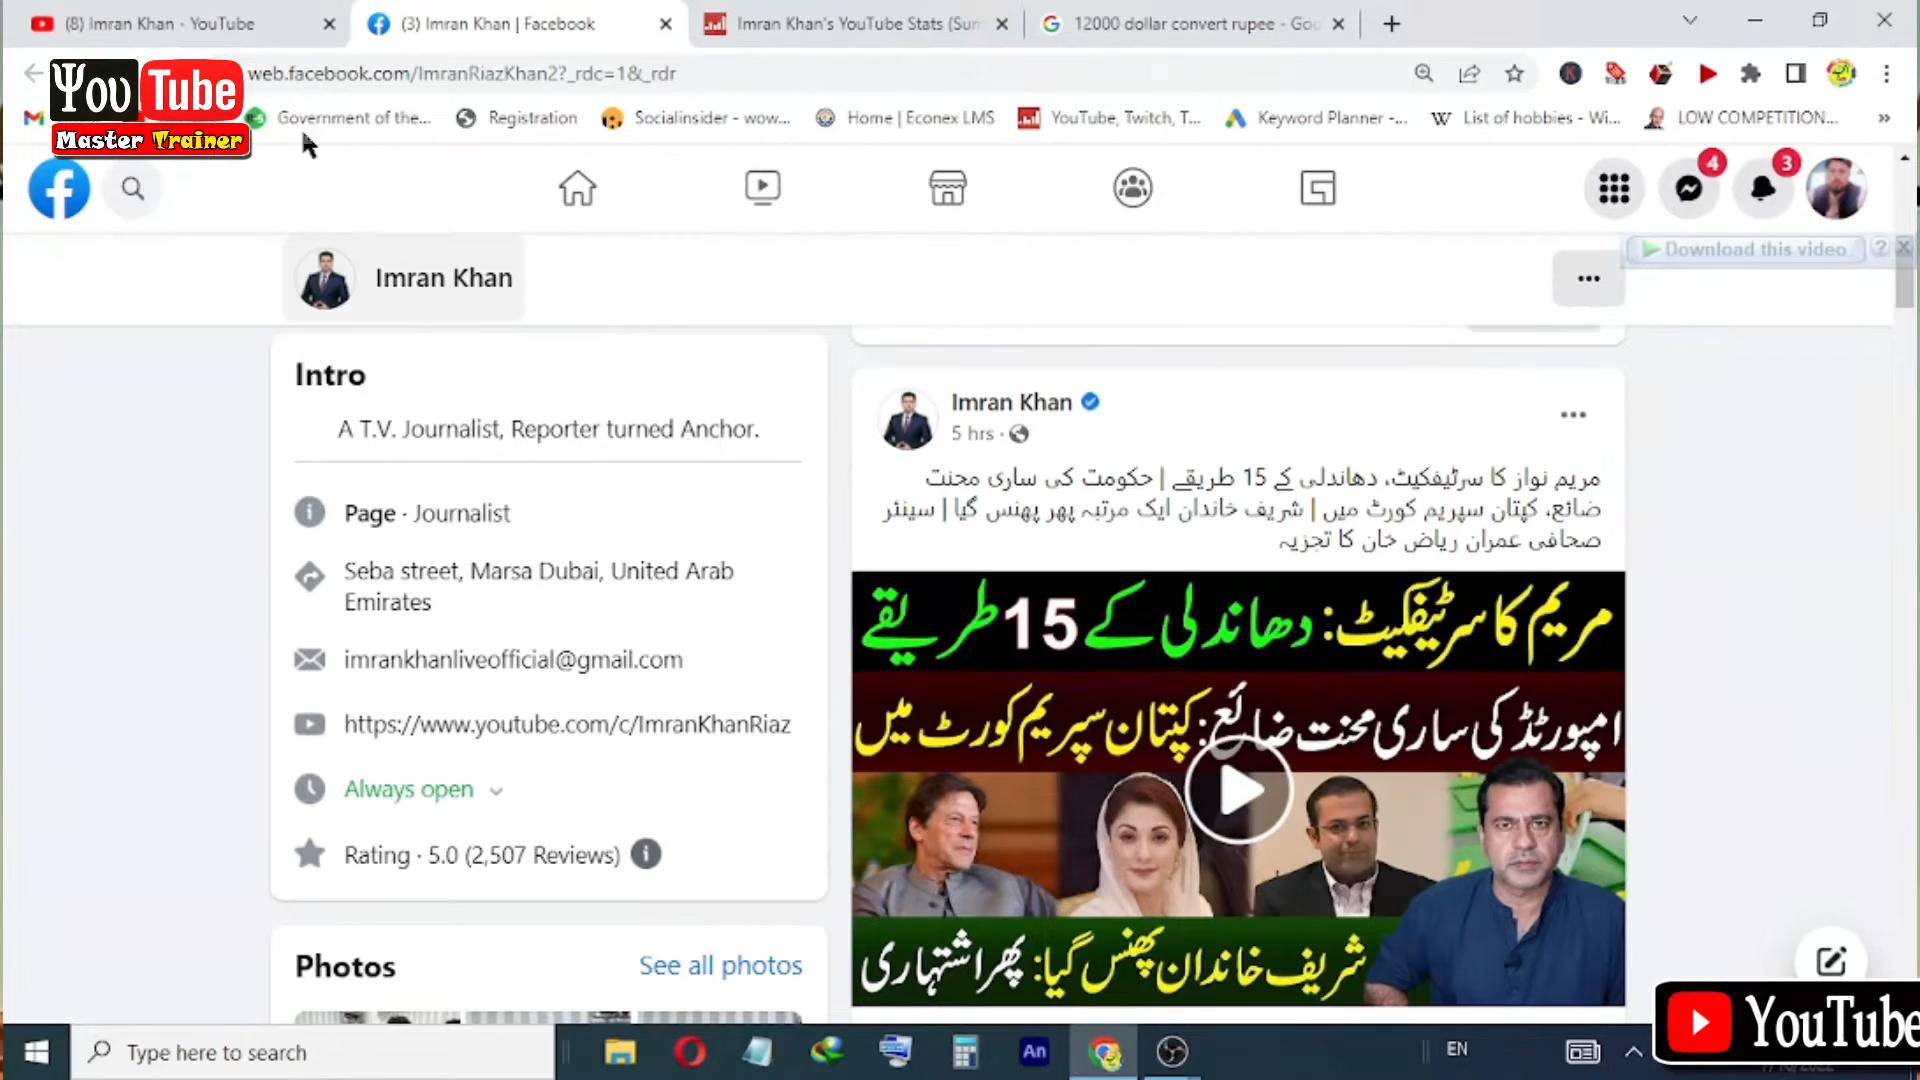 (8) Imran Khan - YouTube
(3) Imran Khan | Facebook
Imran Khan's YouTube Stats (Sum
12000 dollar convert rupee - Goo
You Tube
Master Trainer
web.facebook.com/ImranRiazKhan2?_rdc=1&_rdr
Government of the...
Registration
Socialinsider - wow...
Home | Econex LMS
YouTube, Twitch, T...
Keyword Planner -...
List of hobbies - Wi...
LOW COMPETITION...
4
3
Download this video
Imran Khan
Intro
A T.V. Journalist, Reporter turned Anchor.
Page · Journalist
Seba street, Marsa Dubai, United Arab
Emirates
imrankhanliveofficial@gmail.com
https://www.youtube.com/c/ImranKhanRiaz
Always open
Rating · 5.0 (2,507 Reviews)
Photos
See all photos
Imran Khan
5 hrs ·
مریم نواز کا سرٹیفکیٹ، دھاندلی کے 15 طریقے | حکومت کی ساری محنت
ضائع، کپتان سپریم کورٹ میں | شریف خاندان ایک مرتبہ پھر پھنس گیا | سینئر
صحافی عمران ریاض خان کا تجزیہ
مریم کا سرٹیفکیٹ: دھاندلی کے 15 طریقے
امپورٹڈ کی ساری محنت ضائع: کپتان سپریم کورٹ میں
شریف خاندان پھنس گیا: پھر اشتہاری
Type here to search
An
EN
YouTube